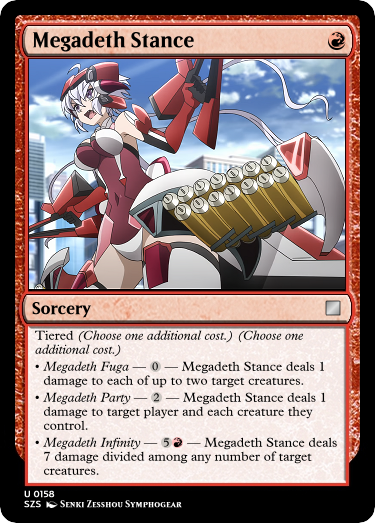 Megadeth Stance
Sorcery
Tiered (Choose one additional cost.) (Choose one
additional cost.)
• Megadeth Fuga — 0 — Megadeth Stance deals 1
damage to each of up to two target creatures.
• Megadeth Party — 2 — Megadeth Stance deals 1
damage to target player and each creature they
control.
• Megadeth Infinity — 5 — Megadeth Stance deals
7 damage divided among any number of target
creatures.
U 0158
SZS SENKI ZESSHOU SYMPHOGEAR